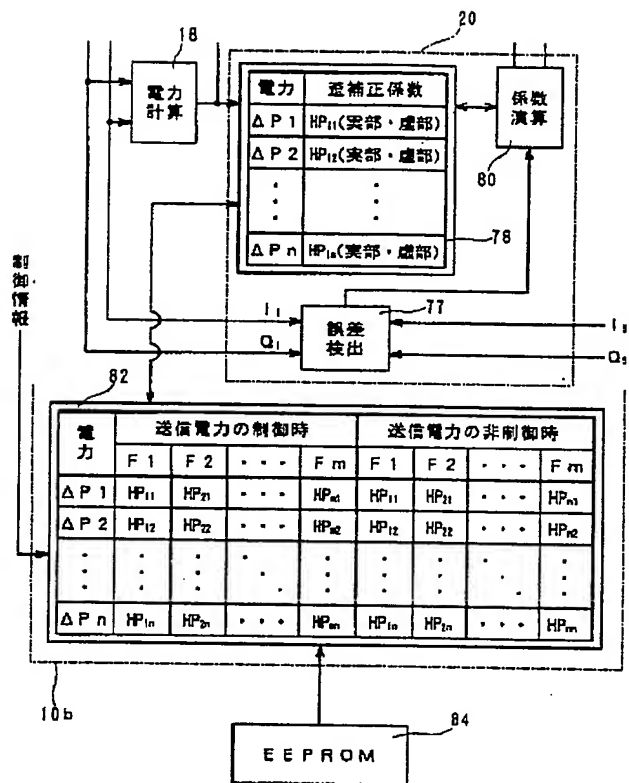 18
20
電力
計算
電力 歪補正係数
ΔP1 HP₁₁(実部・虚部)
ΔP2 HP₁₂(実部・虚部)
ΔPn HP₁ₙ(実部・虚部)
78
係数
演算
80
制御情報
I₁
Q₁
77
誤差
検出
82
電力 送信電力の制御時 送信電力の非制御時
F1 F2 ・・・ Fm F1 F2 ・・・ Fm
ΔP1 HP₁₁ HP₂₁ ・・・ HPₘ₁ HP₁₁ HP₂₁ ・・・ HPₘ₁
ΔP2 HP₁₂ HP₂₂ ・・・ HPₘ₂ HP₁₂ HP₂₂ ・・・ HPₘ₂
ΔPn HP₁ₙ HP₂ₙ ・・・ HPₘₙ HP₁ₙ HP₂ₙ ・・・ HPₘₙ
10b
84
EEPROM